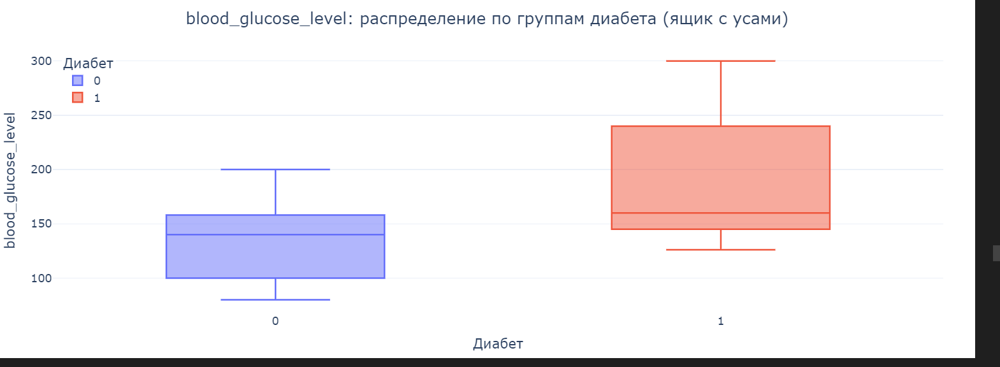 blood_glucose_level: распределение по группам диабета (ящик с усами)
blood_glucose_level
300
250
200
150
100
Диабет
0
1
0
1
Диабет